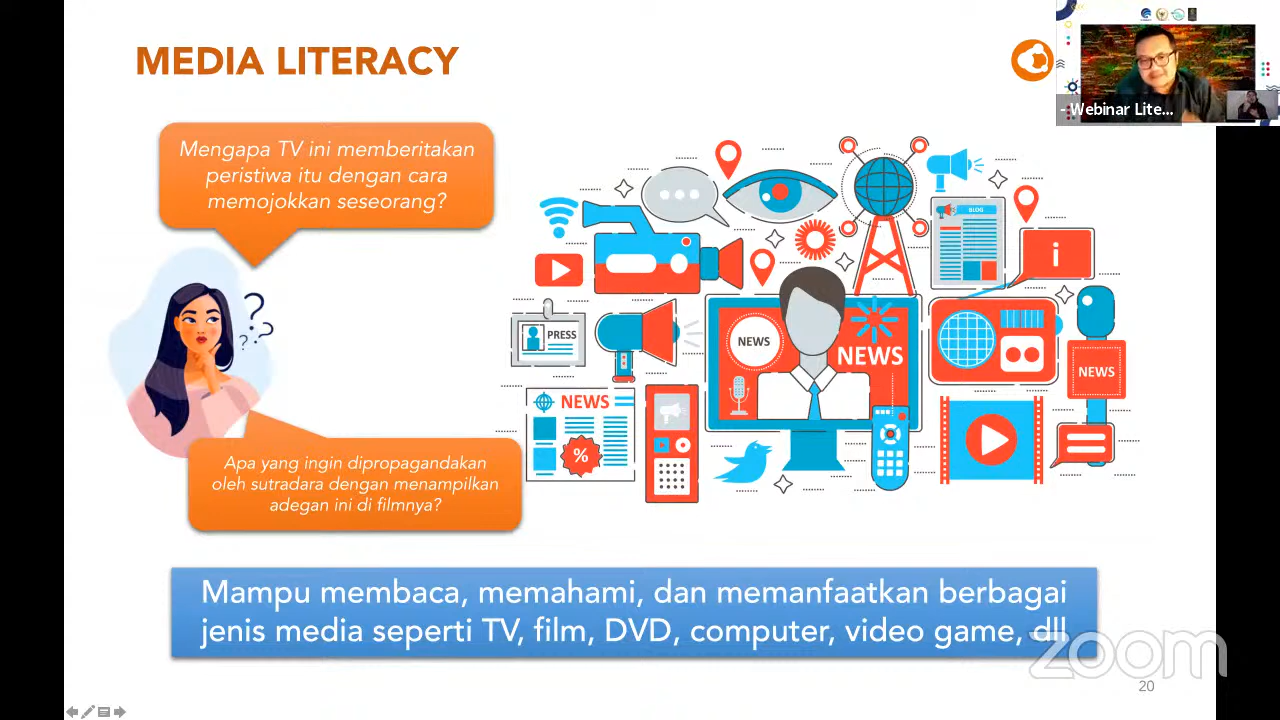 MEDIA LITERACY
- Webinar Lite...
Mengapa TV ini memberitakan
peristiwa itu dengan cara
memojokkan seseorang?
BLOG
i
PRESS
NEWS
NEWS
NEWS
NEWS
%
Apa yang ingin dipropagandakan
oleh sutradara dengan menampilkan
adegan ini di filmnya?
Mampu membaca, memahami, dan memanfaatkan berbagai
jenis media seperti TV, film, DVD, computer, video game, dll
zoom
20